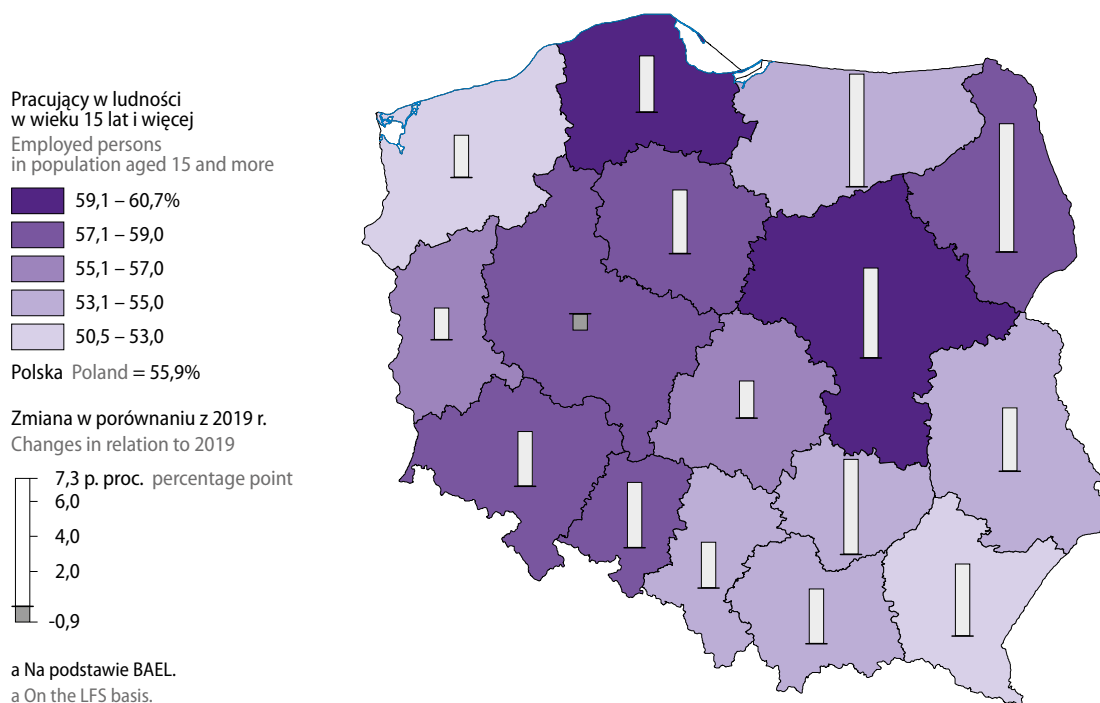 Pracujący w ludności
w wieku 15 lat i więcej
Employed persons
in population aged 15 and more
59,1 – 60,7%
57,1 – 59,0
55,1 – 57,0
53,1 – 55,0
50,5 – 53,0
Polska Poland = 55,9%
Zmiana w porównaniu z 2019 r.
Changes in relation to 2019
7,3 p. proc. percentage point
6,0
4,0
2,0
-0,9
a Na podstawie BAEL.
a On the LFS basis.